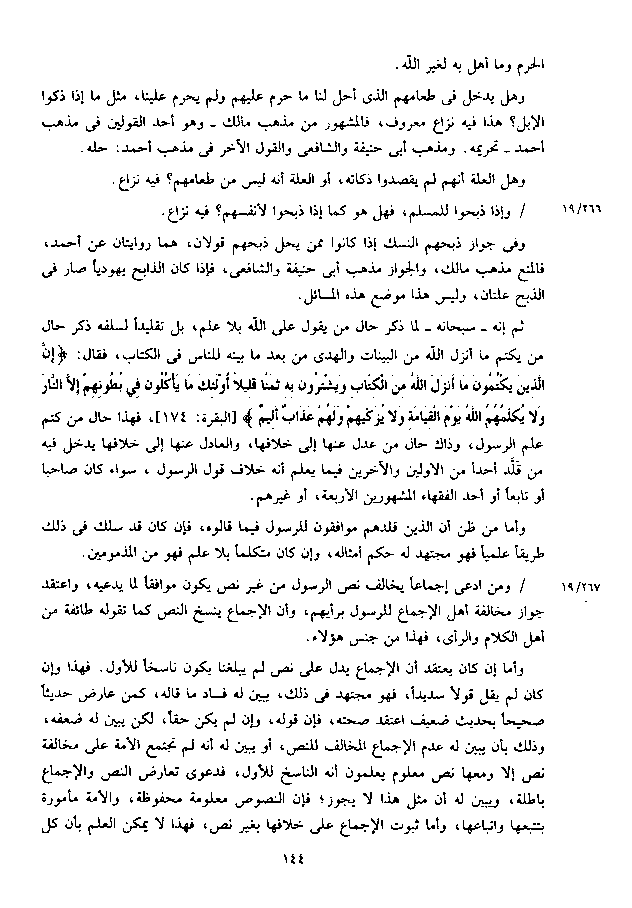 الحرم وما أهل به لغير الله.
وهل يدخل فى طعامهم الذى أحل لنا ما حرم عليهم ولم يحرم علينا، مثل ما إذا ذكوا
الإبل؟ هذا فيه نزاع معروف، فالمشهور من مذهب مالك ـ وهو أحد القولين فى مذهب
أحمد ـ تحريمه. ومذهب أبى حنيفة والشافعى والقول الآخر فى مذهب أحمد: حله.
وهل العلة أنهم لم يقصدوا ذكاته، أو العلة أنه ليس من طعامهم؟ فيه نزاع.
/ وإذا ذبحوا للمسلم، فهل هو كما إذا ذبحوا لأنفسهم؟ فيه نزاع. ١٩/٢٦٦
وفى جواز ذبحهم النسك إذا كانوا ممن يحل ذبحهم قولان، هما روايتان عن أحمد،
فالمنع مذهب مالك، والجواز مذهب أبى حنيفة والشافعى، فإذا كان الذابح يهودياً صار فى
الذبح علتان، وليس هذا موضع هذه المسائل.
ثم إنه ـ سبحانه ـ لما ذكر حال من يقول على الله بلا علم، بل تقليداً لسلفه ذكر حال
من يكتم ما أنزل الله من البينات والهدى من بعد ما بينه للناس فى الكتاب، فقال: ﴿إِنَّ
الَّذِينَ يَكْتُمُونَ مَا أَنزَلَ اللَّهُ مِنَ الْكِتَابِ وَيَشْتَرُونَ بِهِ ثَمَنًا قَلِيلاً أُوْلَئِكَ مَا يَأْكُلُونَ فِي بُطُونِهِمْ إِلاَّ النَّارَ
وَلا يُكَلِّمُهُمُ اللَّهُ يَوْمَ الْقِيَامَةِ وَلا يُزَكِّيهِمْ وَلَهُمْ عَذَابٌ أَلِيمٌ﴾ [البقرة: ١٧٤]، فهذا حال من كتم
علم الرسول، وذاك حال من عدل عنها إلى خلافها، والعادل عنها إلى خلافها يدخل فيه
من قَلَّد أحداً من الأولين والآخرين فيما يعلم أنه خلاف قول الرسول، سواء كان صاحبا
أو تابعاً أو أحد الفقهاء المشهورين الأربعة، أو غيرهم.
وأما من ظن أن الذين قلدهم موافقون للرسول فيما قالوه، فإن كان قد سلك فى ذلك
طريقاً علمياً فهو مجتهد له حكم أمثاله، وإن كان متكلماً بلا علم فهو من المذمومين.
/ ومن ادعى إجماعاً يخالف نص الرسول من غير نص يكون موافقاً لما يدعيه، واعتقد ١٩/٢٦٧
جواز مخالفة أهل الإجماع للرسول برأيهم، وأن الإجماع ينسخ النص كما تقوله طائفة من
أهل الكلام والرأى، فهذا من جنس هؤلاء.
وأما إن كان يعتقد أن الإجماع يدل على نص لم يبلغنا يكون ناسخاً للأول. فهذا وإن
كان لم يقل قولاً سديداً، فهو مجتهد فى ذلك، يبين له فساد ما قاله، كمن عارض حديثاً
صحيحاً بحديث ضعيف اعتقد صحته، فإن قوله، وإن لم يكن حقاً، لكن يبين له ضعفه،
وذلك بأن يبين له عدم الإجماع المخالف للنص، أو يبين له أنه لم تجتمع الأمة على مخالفة
نص إلا ومعها نص معلوم يعلمون أنه الناسخ للأول، فدعوى تعارض النص والإجماع
باطلة، ويبين له أن مثل هذا لا يجوز؛ فإن النصوص معلومة محفوظة، والأمة مأمورة
بتتبعها واتباعها، وأما ثبوت الإجماع على خلافها بغير نص، فهذا لا يمكن العلم بأن كل
١٤٤